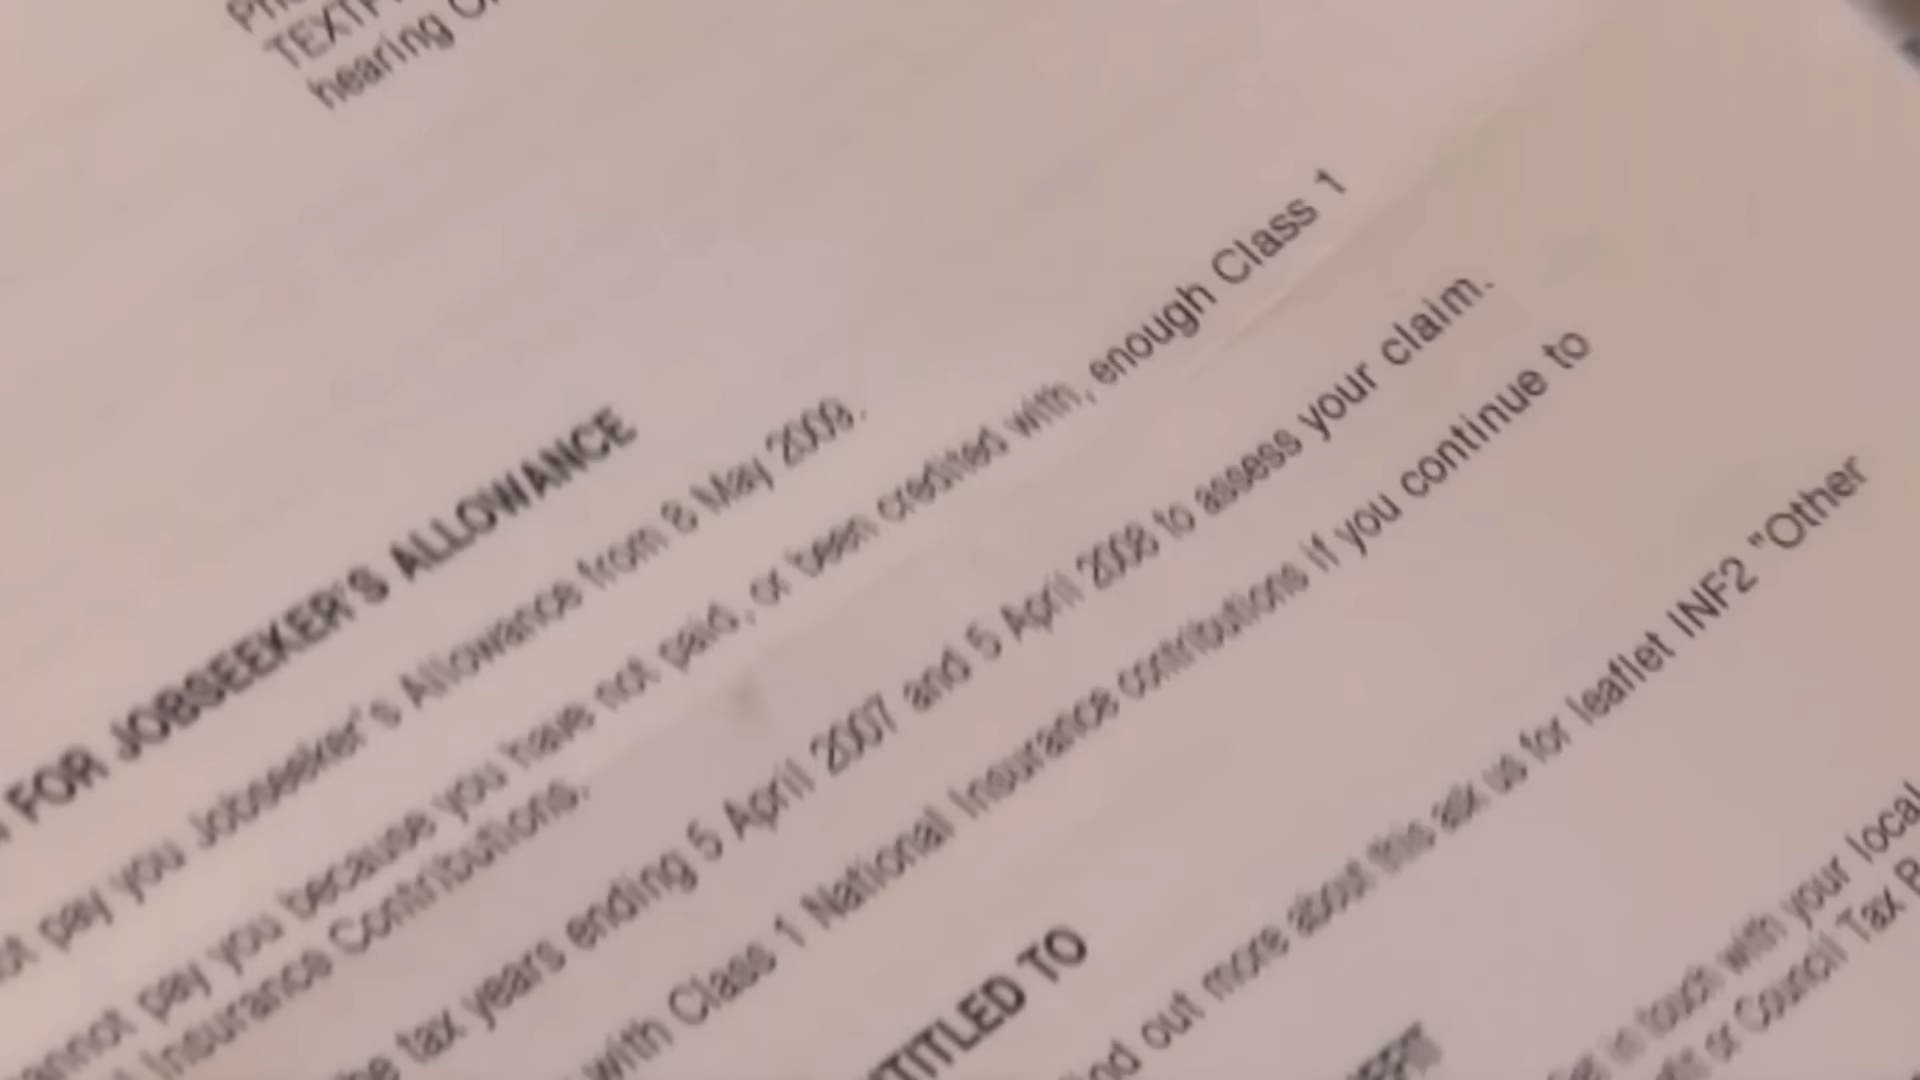 hearing
FOR JOBSEEKER'S ALLOWANCE
pay you Jobseeker's Allowance from 8 May 2009.
pay you because you have not paid, or been credited with, enough Class 1
Insurance Contributions.
tax years ending 5 April 2007 and 5 April 2008 to assess your claim.
with Class 1 National Insurance contributions if you continue to
TITLED TO
out more about this ask us for leaflet INF2 "Other
in touch with your local
or Council Tax